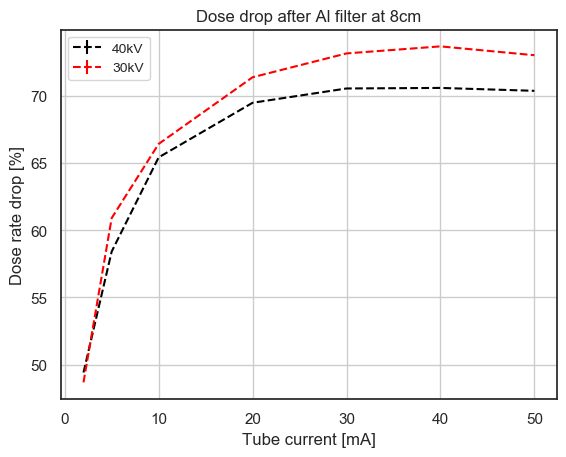 Dose drop after Al filter at 8cm
40kV
30kV
Dose rate drop [%]
70
65
60
55
50
0 10 20 30 40 50
Tube current [mA]